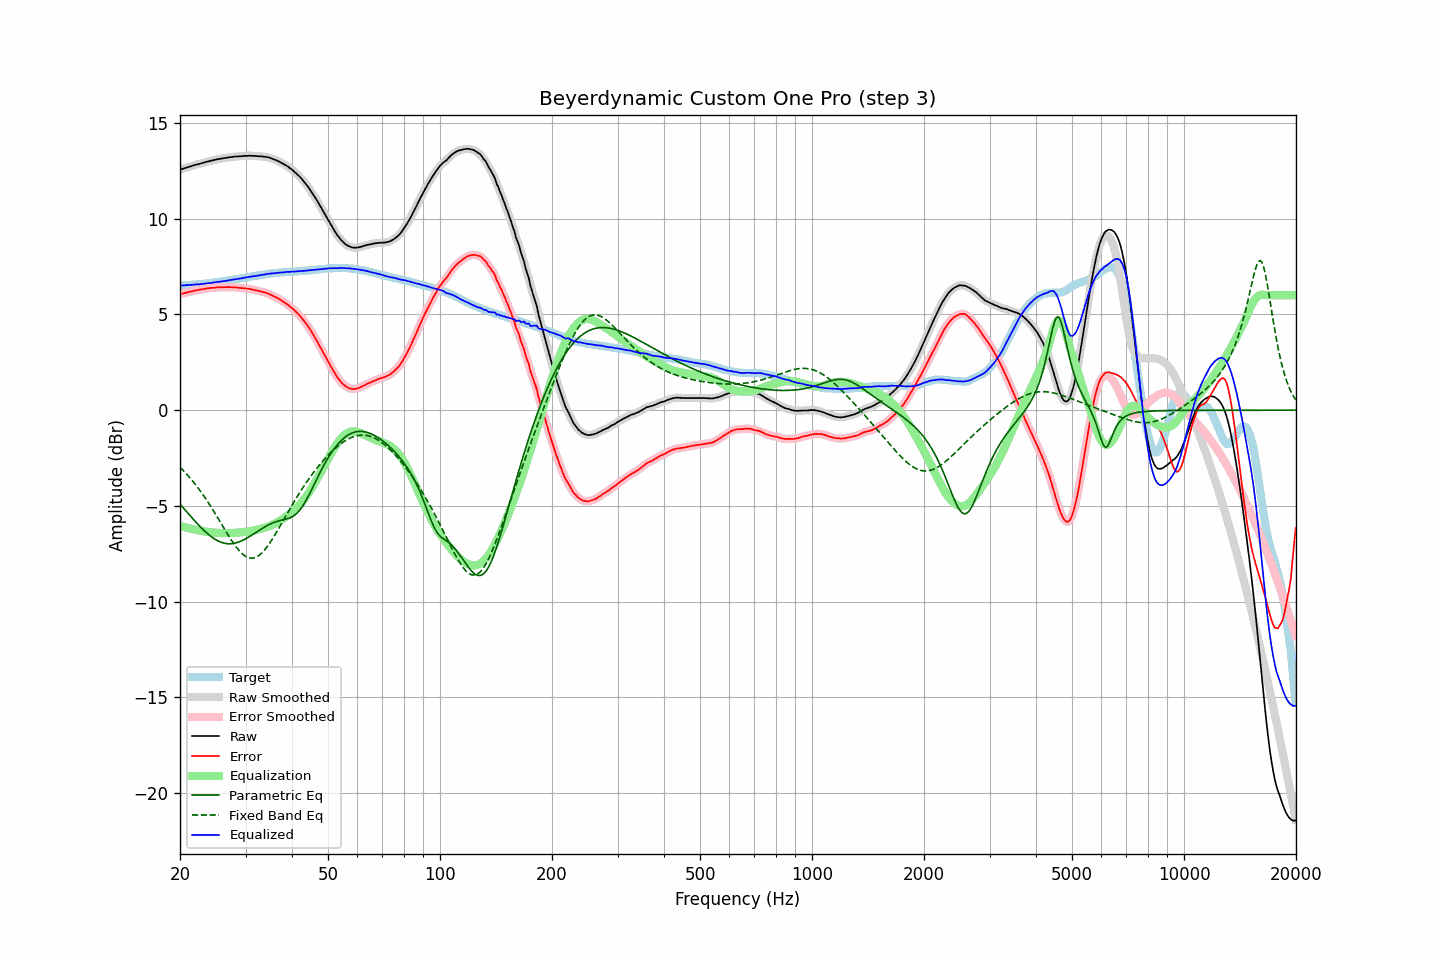 Beyerdynamic Custom One Pro (step 3)
15
10
5
0
−5
−10
−15
−20
Amplitude (dBr)
Target
Raw Smoothed
Error Smoothed
Raw
Error
Equalization
Parametric Eq
Fixed Band Eq
Equalized
20 50 100 200 500 1000 2000 5000 10000 20000
Frequency (Hz)